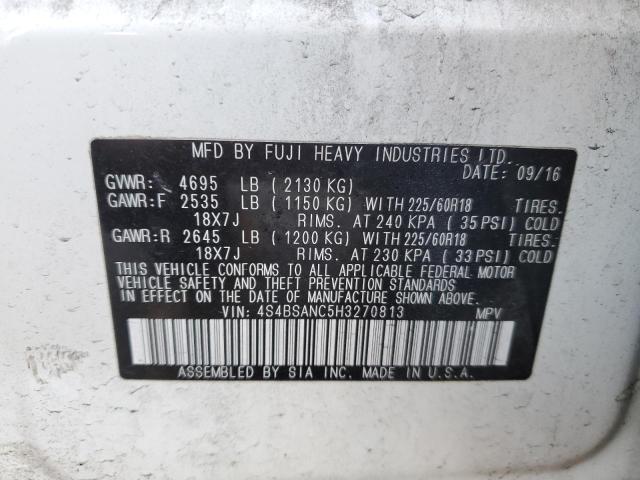 MFD BY FUJI HEAVY INDUSTRIES LTD.
DATE: 09/16
GVWR: 4695 LB ( 2130 KG)
GAWR:F 2535 LB ( 1150 KG) WITH 225/60R18 TIRES.
18X7J RIMS. AT 240 KPA ( 35 PSI) COLD
GAWR:R 2645 LB ( 1200 KG) WITH 225/60R18 TIRES.
18X7J RIMS. AT 230 KPA ( 33 PSI) COLD
THIS VEHICLE CONFORMS TO ALL APPLICABLE FEDERAL MOTOR
VEHICLE SAFETY AND THEFT PREVENTION STANDARDS
IN EFFECT ON THE DATE OF MANUFACTURE SHOWN ABOVE.
VIN: 4S4BSANC5H3270813 MPV
ASSEMBLED BY SIA INC. MADE IN U.S.A.